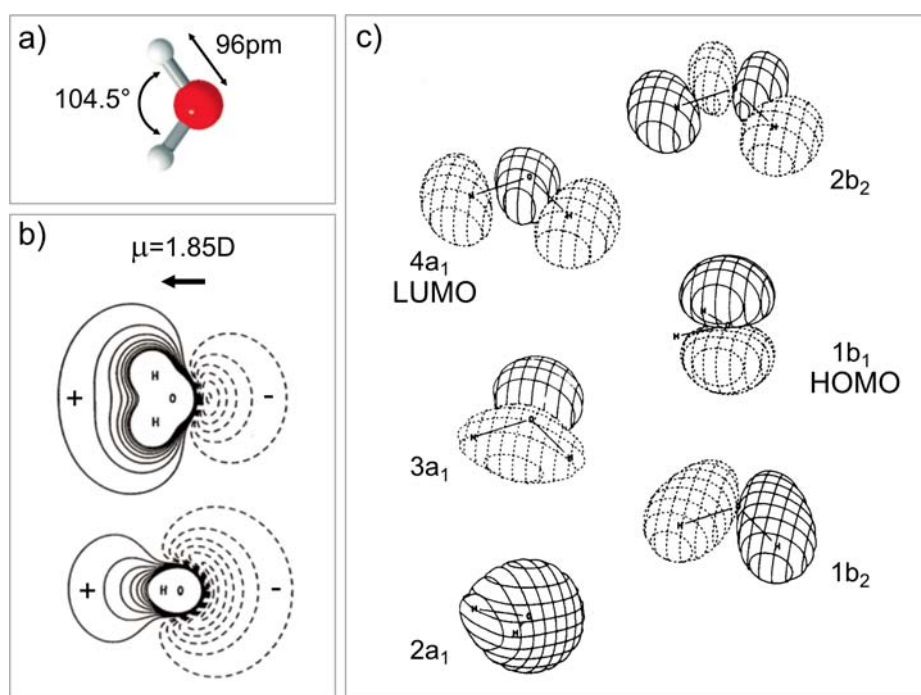 a)
96pm
104.5°
b)
μ=1.85D
H
+
O
-
H
+
H O
-
c)
H
H
2b₂
H
O
H
4a₁
LUMO
H
O
H
1b₁
HOMO
H
O
H
3a₁
H
H
1b₂
H
O
H
2a₁